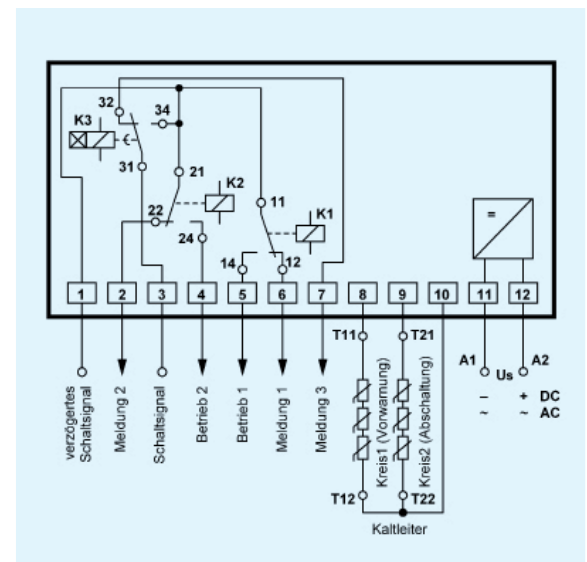 32
34
K3
31
21
K2
22
24
11
K1
14
12
=
1 2 3 4 5 6 7 8 9 10 11 12
T11
T21
A1
Us
A2
– + DC
~ ~ AC
verzögertes
Schaltsignal
Meldung 2
Schaltsignal
Betrieb 2
Betrieb 1
Meldung 1
Meldung 3
Kreis1 (Vorwarnung)
Kreis2 (Abschaltung)
T12
T22
Kaltleiter